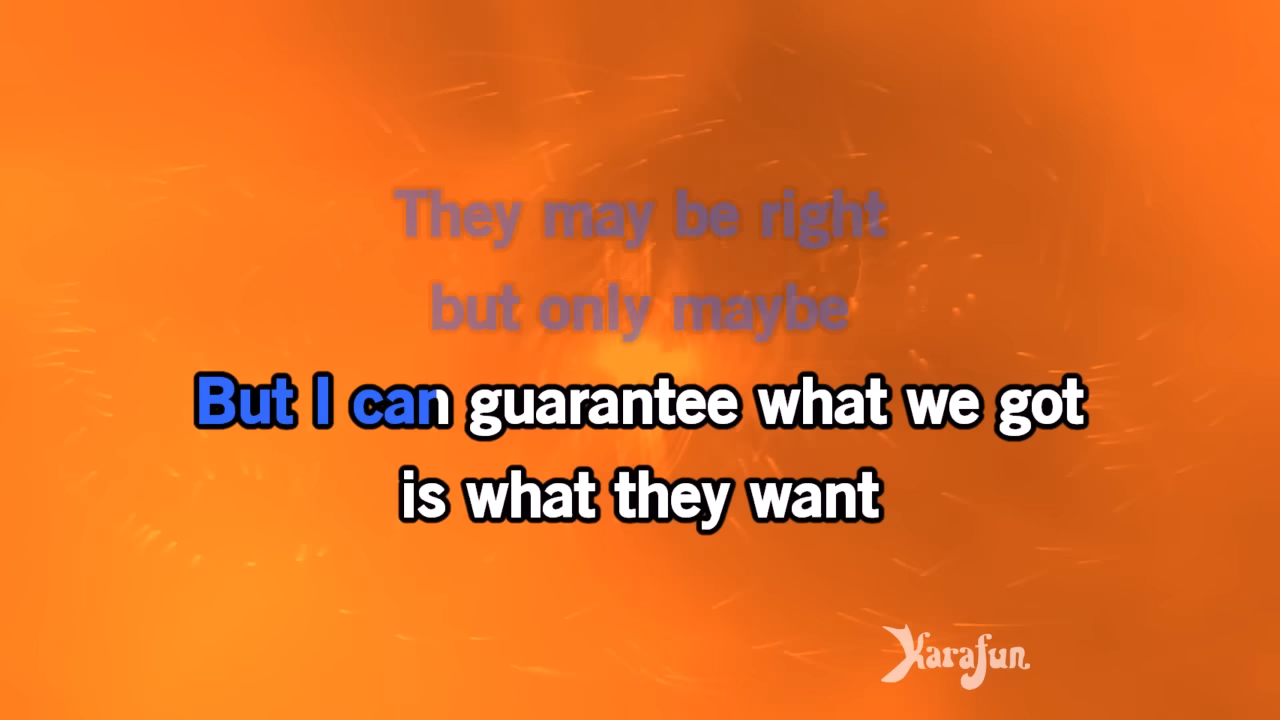 They may be right
but only maybe
But I can guarantee what we got
is what they want
Karafun